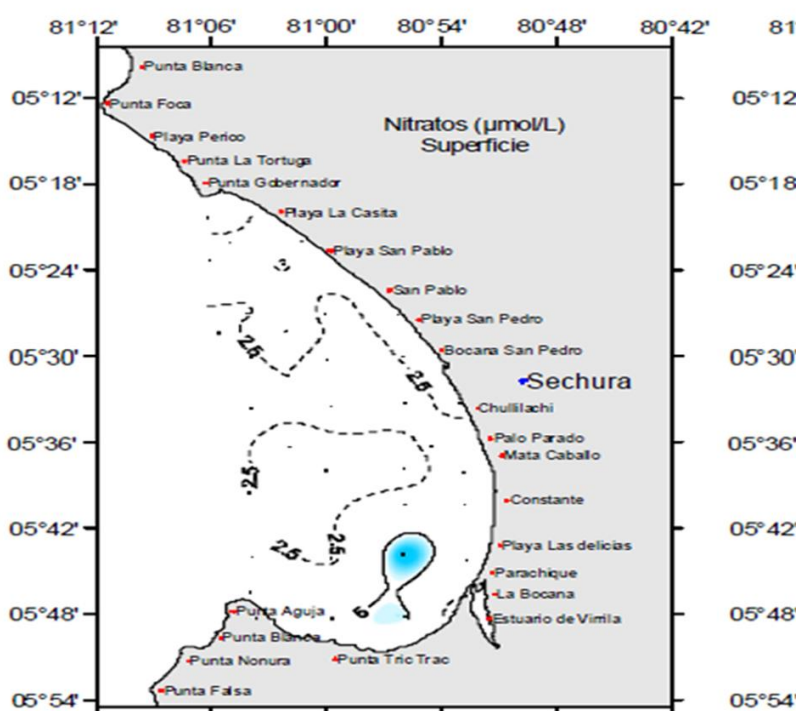 81°12' 81°06' 81°00' 80°54' 80°48' 80°42' 81°
Punta Blanca
05°12' 05°12'
Punta Foca
Nitratos (µmol/L)
Playa Perico
Superficie
Punta La Tortuga
05°18' 05°18'
Punta Gobernador
Playa La Casita
Playa San Pablo
05°24' 3 05°24'
San Pablo
Playa San Pedro
2.5
Bocana San Pedro
05°30' 05°30'
2.5
Sechura
Chullilachi
05°36' Palo Parado 05°36'
Mata Caballo
2.5
Constante
05°42' 05°42'
2.5 2.5 Playa Las delicias
Parachique
La Bocana
05°48' Punta Aguja 05°48'
Estuario de Virrila
Punta Blanca
Punta Nonura Punta Tric Trac
Punta Falsa
05°54' 05°54'